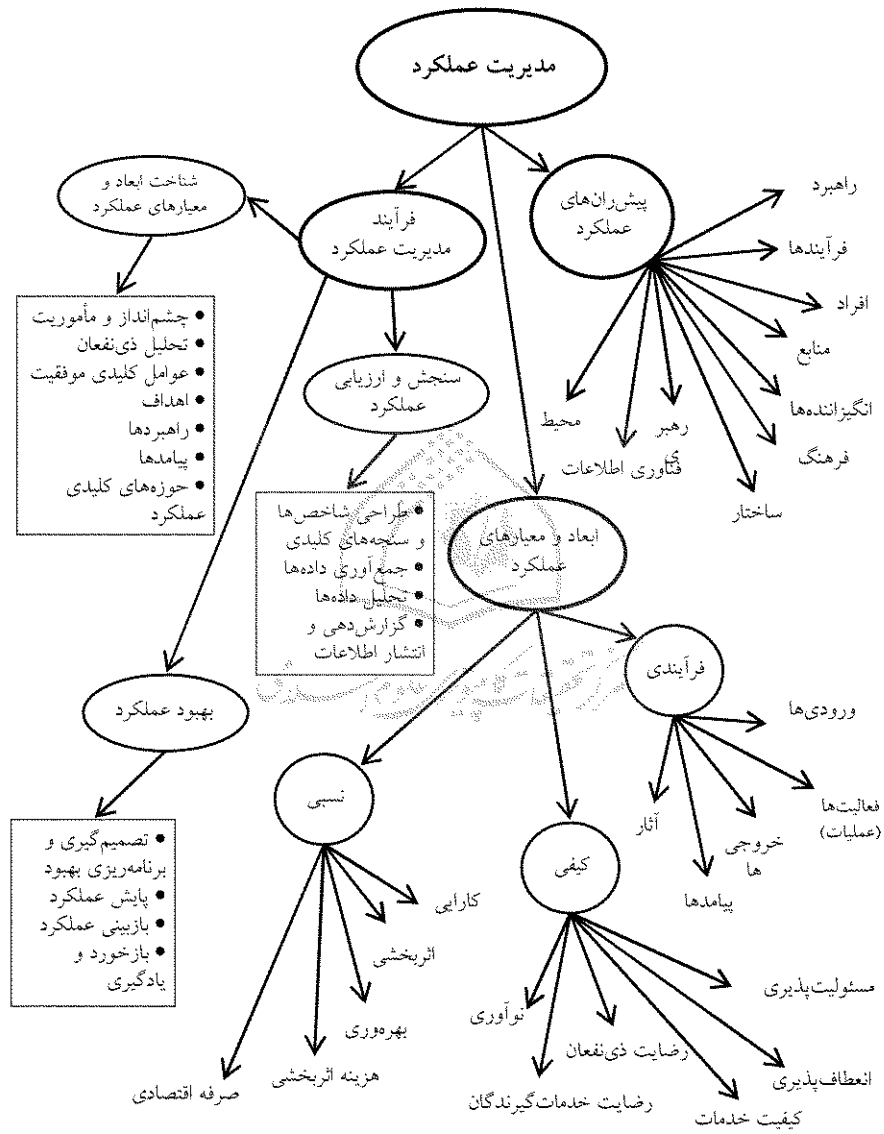 مدیریت عملکرد
پیش‌ران‌های
عملکرد
راهبرد
فرآیندها
افراد
منابع
انگیزاننده‌ها
فرهنگ
ساختار
رهبر
ی
فناوری اطلاعات
محیط
فرآیند
مدیریت عملکرد
شناخت ابعاد و
معیارهای عملکرد
• چشم‌انداز و مأموریت
• تحلیل ذی‌نفعان
• عوامل کلیدی موفقیت
• اهداف
• راهبردها
• پیامدها
• حوزه‌های کلیدی
عملکرد
سنجش و ارزیابی
عملکرد
• طراحی شاخص‌ها
و سنجه‌های کلیدی
• جمع‌آوری داده‌ها
• تحلیل داده‌ها
• گزارش‌دهی و
انتشار اطلاعات
بهبود عملکرد
• تصمیم‌گیری و
برنامه‌ریزی بهبود
• پایش عملکرد
• بازبینی عملکرد
• بازخورد و
یادگیری
ابعاد و معیارهای
عملکرد
فرآیندی
ورودی‌ها
فعالیت‌ها
(عملیات)
خروجی
ها
پیامدها
آثار
کیفی
مسئولیت‌پذیری
انعطاف‌پذیری
کیفیت خدمات
رضایت ذی‌نفعان
رضایت خدمات‌گیرندگان
نوآوری
نسبی
کارایی
اثربخشی
بهره‌وری
هزینه اثربخشی
صرفه اقتصادی